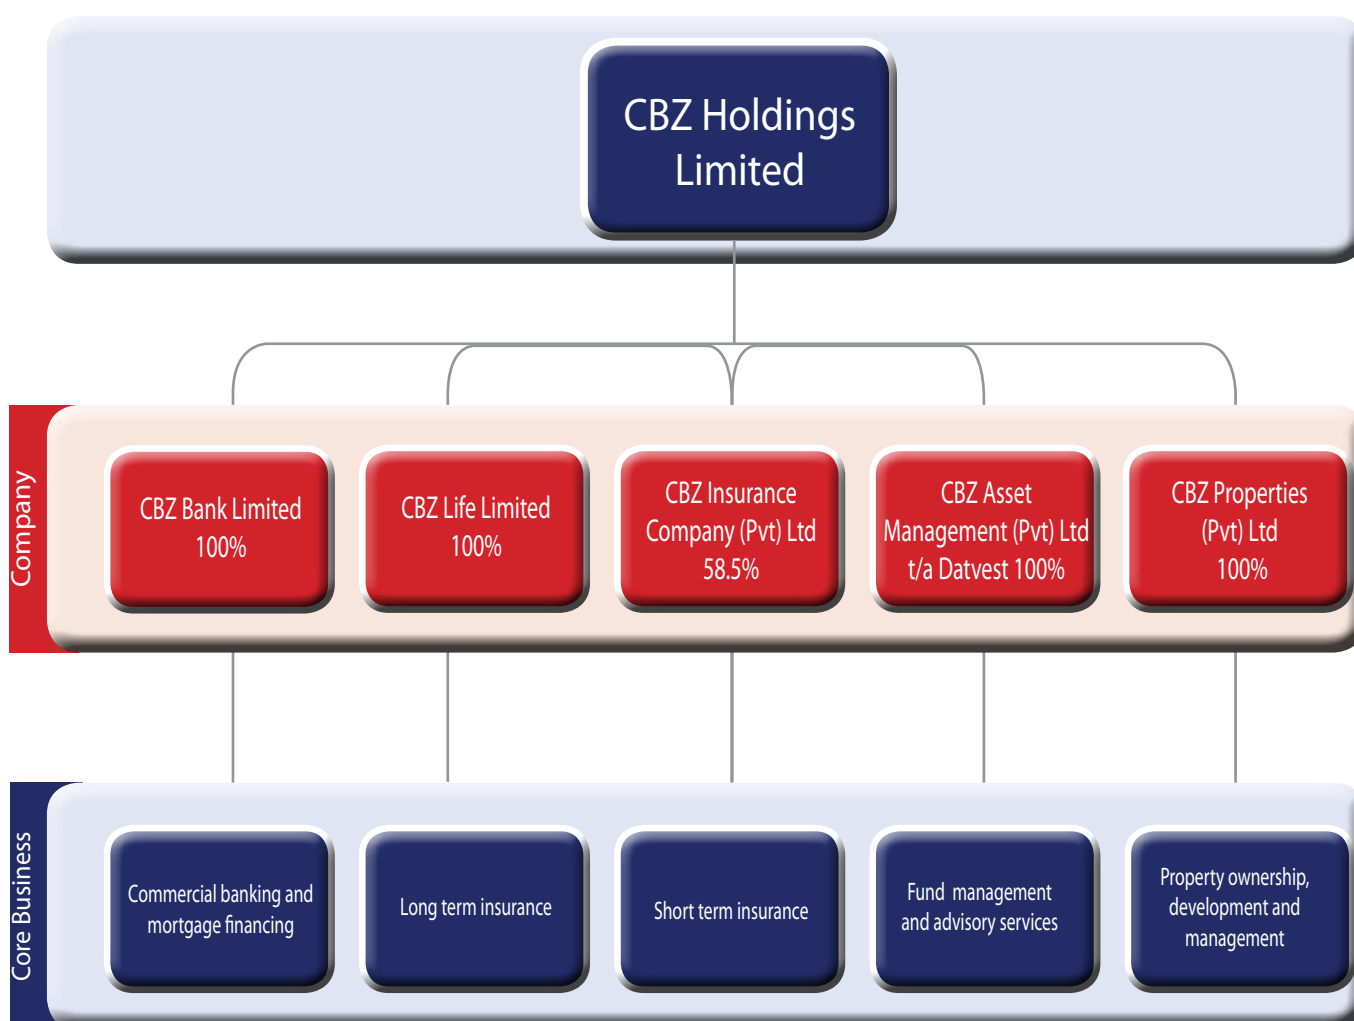 CBZ Holdings
Limited
Company
CBZ Bank Limited
100%
CBZ Life Limited
100%
CBZ Insurance
Company (Pvt) Ltd
58.5%
CBZ Asset
Management (Pvt) Ltd
t/a Datvest 100%
CBZ Properties
(Pvt) Ltd
100%
Core Business
Commercial banking and
mortgage financing
Long term insurance
Short term insurance
Fund management
and advisory services
Property ownership,
development and
management